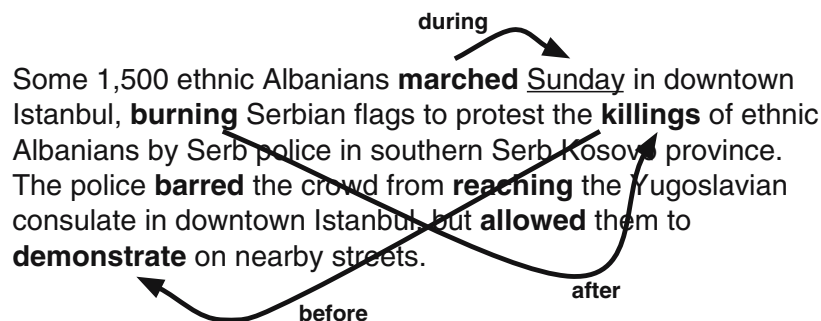 during
Some 1,500 ethnic Albanians marched Sunday in downtown
Istanbul, burning Serbian flags to protest the killings of ethnic
Albanians by Serb police in southern Serb Kosovo province.
The police barred the crowd from reaching the Yugoslavian
consulate in downtown Istanbul, but allowed them to
demonstrate on nearby streets.
after
before